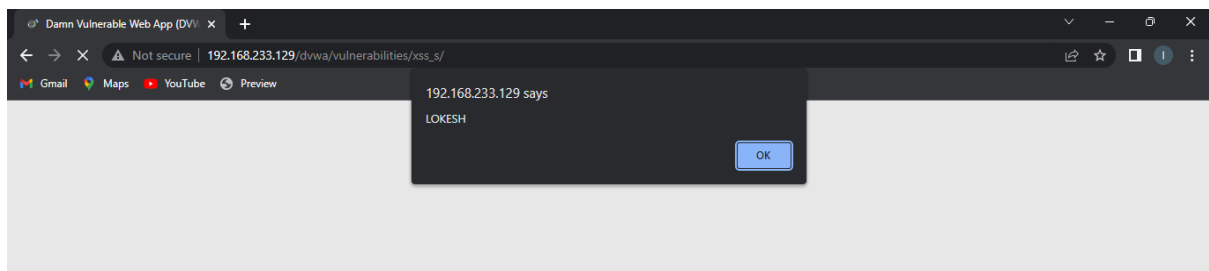 Damn Vulnerable Web App (DV
Not secure | 192.168.233.129/dvwa/vulnerabilities/xss_s/
Gmail Maps YouTube Preview
192.168.233.129 says
LOKESH
OK